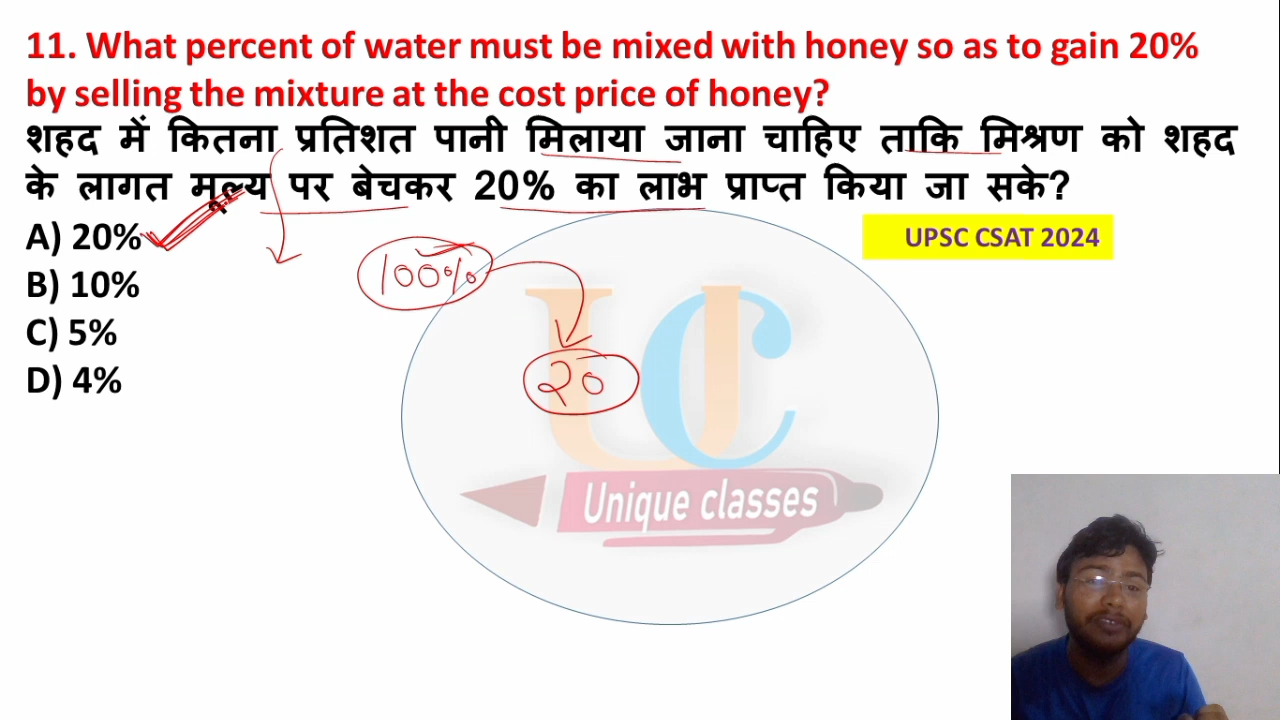 11. What percent of water must be mixed with honey so as to gain 20%
by selling the mixture at the cost price of honey?
शहद में कितना प्रतिशत पानी मिलाया जाना चाहिए ताकि मिश्रण को शहद
के लागत मूल्य पर बेचकर 20% का लाभ प्राप्त किया जा सके?
A) 20%
UPSC CSAT 2024
100%
B) 10%
C) 5%
20
D) 4%
UC
Unique classes